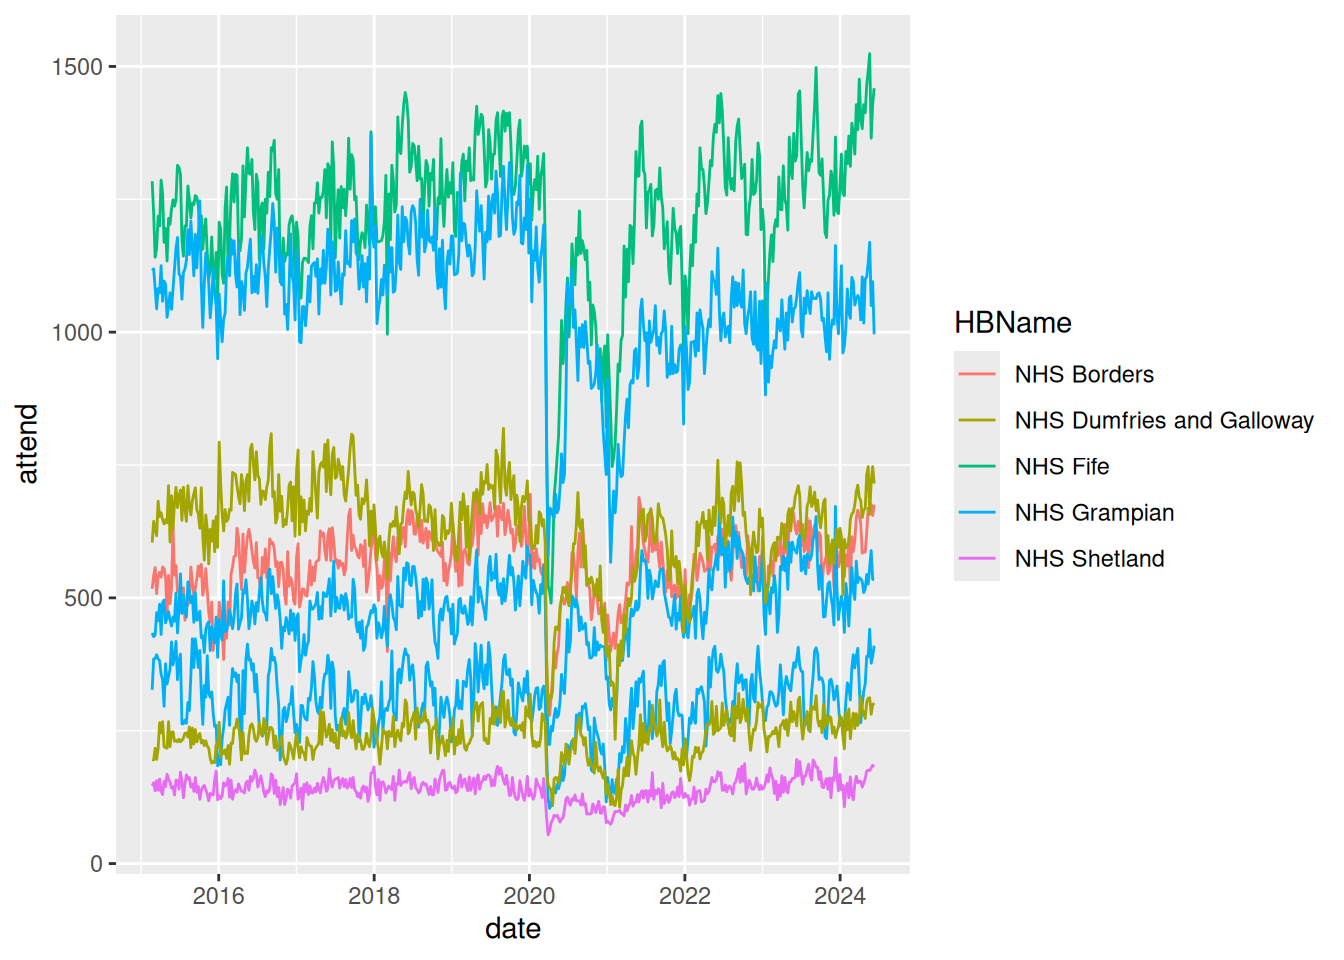 1500
1000
500
0
attend
2016 2018 2020 2022 2024
date
HBName
NHS Borders
NHS Dumfries and Galloway
NHS Fife
NHS Grampian
NHS Shetland